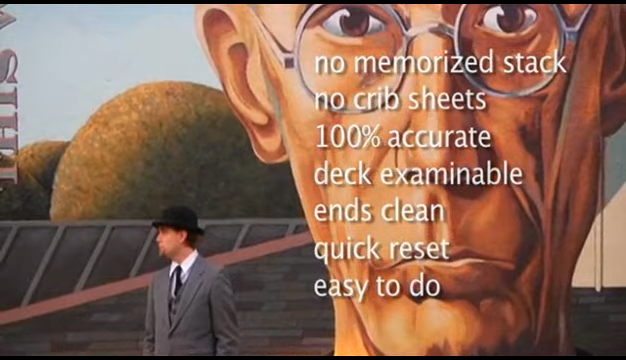 no memorized stack
no crib sheets
100% accurate
deck examinable
ends clean
quick reset
easy to do